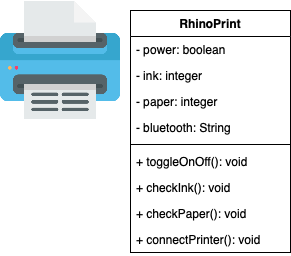 RhinoPrint
- power: boolean
- ink: integer
- paper: integer
- bluetooth: String
+ toggleOnOff(): void
+ checkInk(): void
+ checkPaper(): void
+ connectPrinter(): void